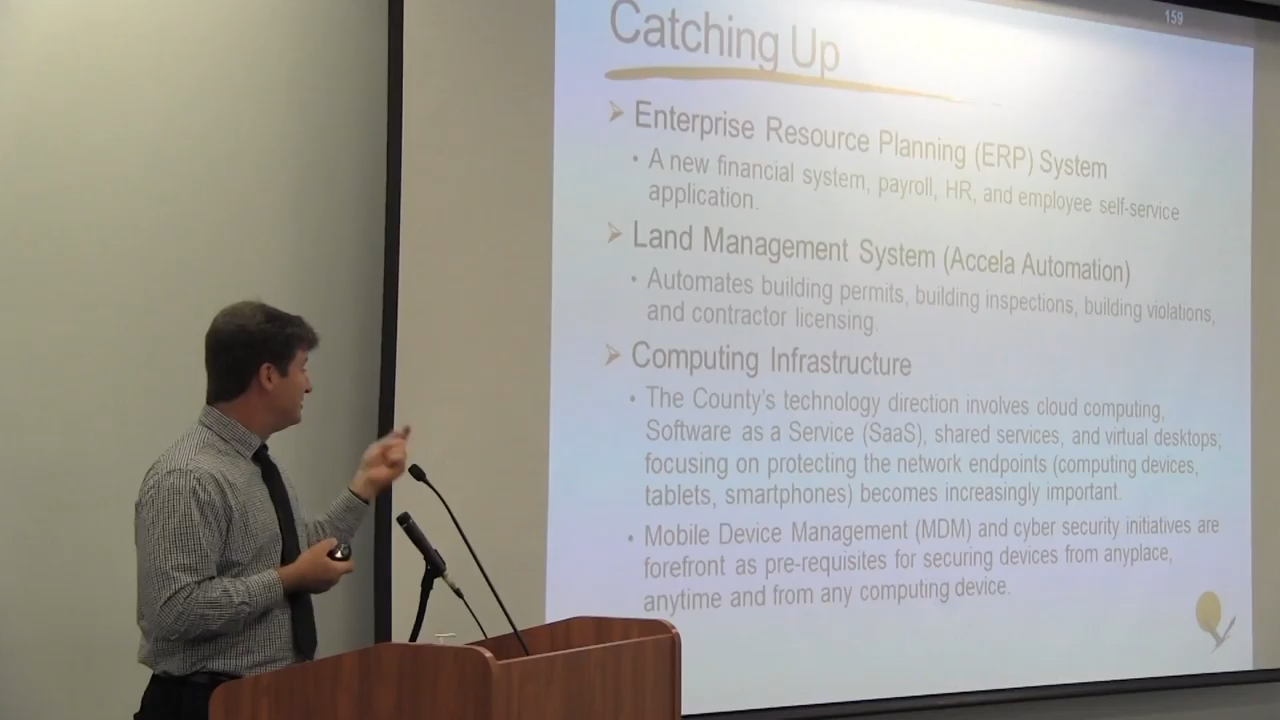 159
Catching Up
Enterprise Resource Planning (ERP) System
• A new financial system, payroll, HR, and employee self-service
application.
Land Management System (Accela Automation)
• Automates building permits, building inspections, building violations,
and contractor licensing.
Computing Infrastructure
• The County's technology direction involves cloud computing,
Software as a Service (SaaS), shared services, and virtual desktops;
focusing on protecting the network endpoints (computing devices,
tablets, smartphones) becomes increasingly important.
• Mobile Device Management (MDM) and cyber security initiatives are
forefront as pre-requisites for securing devices from anyplace,
anytime and from any computing device.